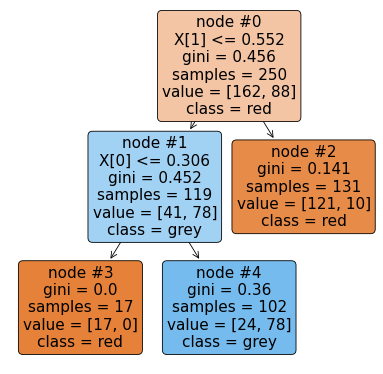 node #0
X[1] <= 0.552
gini = 0.456
samples = 250
value = [162, 88]
class = red
node #1
X[0] <= 0.306
gini = 0.452
samples = 119
value = [41, 78]
class = grey
node #2
gini = 0.141
samples = 131
value = [121, 10]
class = red
node #3
gini = 0.0
samples = 17
value = [17, 0]
class = red
node #4
gini = 0.36
samples = 102
value = [24, 78]
class = grey